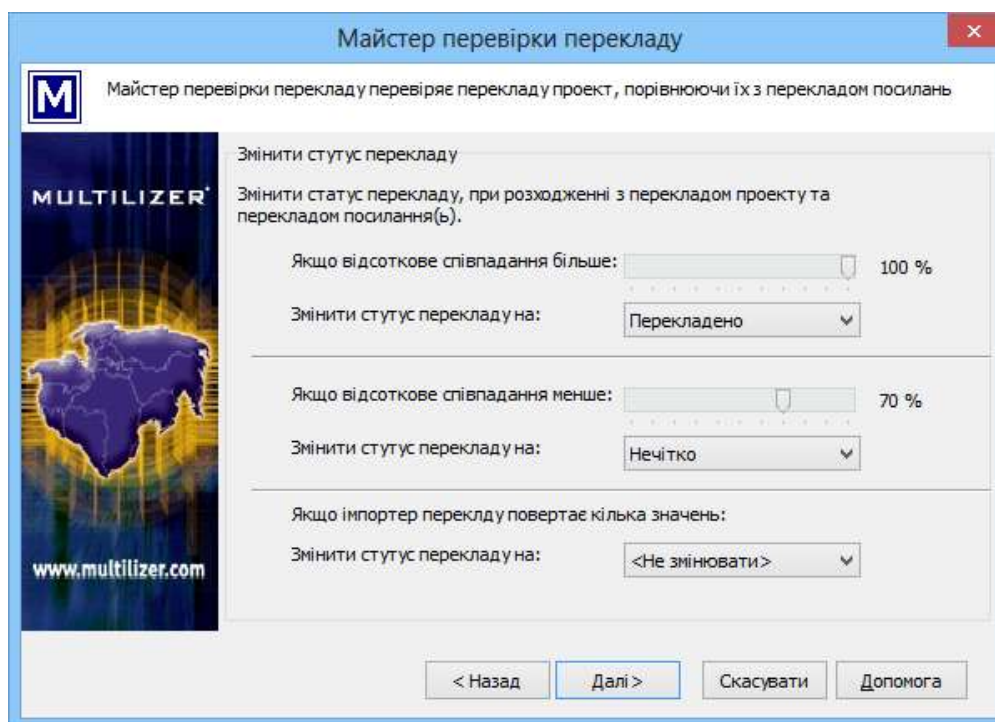 Майстер перевірки перекладу
M
Майстер перевірки перекладу перевіряє перекладу проект, порівнюючи їх з перекладом посилань
MULTILIZER
www.multilizer.com
Змінити стутус перекладу
Змінити статус перекладу, при розходженні з перекладом проекту та
перекладом посилання(ь).
Якщо відсоткове співпадання більше:
100 %
Змінити стутус перекладу на:
Перекладено
Якщо відсоткове співпадання менше:
70 %
Змінити стутус перекладу на:
Нечітко
Якщо імпортер переклду повертає кілька значень:
Змінити стутус перекладу на:
<Не змінювати>
< Назад
Далі >
Скасувати
Допомога